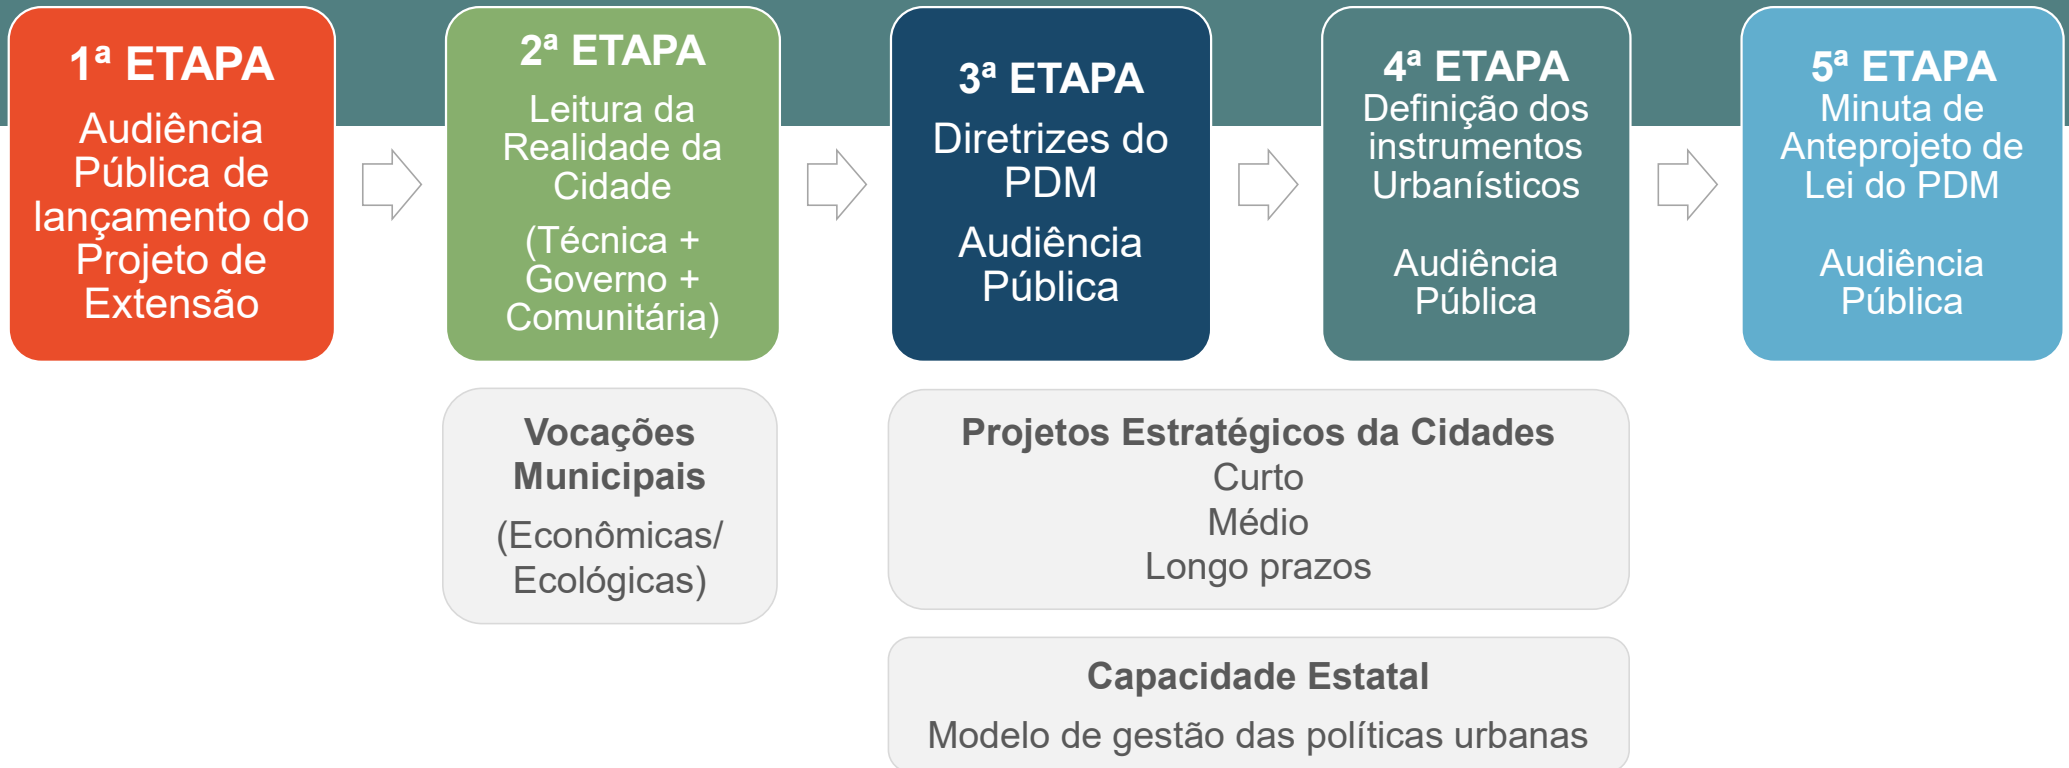 1ª ETAPA
Audiência
Pública de
lançamento do
Projeto de
Extensão
2ª ETAPA
Leitura da
Realidade da
Cidade
(Técnica +
Governo +
Comunitária)
3ª ETAPA
Diretrizes do
PDM
Audiência
Pública
4ª ETAPA
Definição dos
instrumentos
Urbanísticos
Audiência
Pública
5ª ETAPA
Minuta de
Anteprojeto de
Lei do PDM
Audiência
Pública
Vocações
Municipais
(Econômicas/
Ecológicas)
Projetos Estratégicos da Cidades
Curto
Médio
Longo prazos
Capacidade Estatal
Modelo de gestão das políticas urbanas